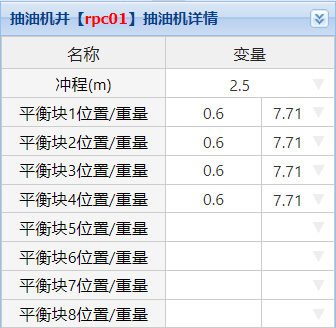 抽油机井【rpc01】抽油机详情
名称 变量
冲程(m) 2.5
平衡块1位置/重量 0.6 7.71
平衡块2位置/重量 0.6 7.71
平衡块3位置/重量 0.6 7.71
平衡块4位置/重量 0.6 7.71
平衡块5位置/重量
平衡块6位置/重量
平衡块7位置/重量
平衡块8位置/重量